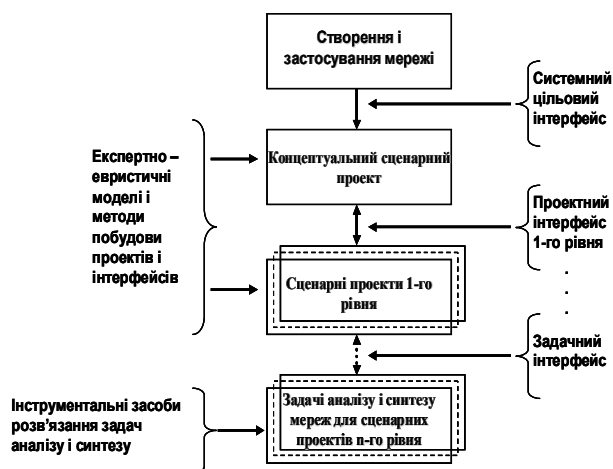 Створення і
застосування мережі
Системний
цільовий
інтерфейс
Експертно –
евристичні
моделі і
методи
побудови
проектів і
інтерфейсів
Концептуальний сценарний
проект
Проектний
інтерфейс
1-го рівня
.
.
.
Сценарні проекти 1-го
рівня
Задачний
інтерфейс
Інструментальні засоби
розв'язання задач
аналізу і синтезу
Задачі аналізу і синтезу
мереж для сценарних
проектів n-го рівня